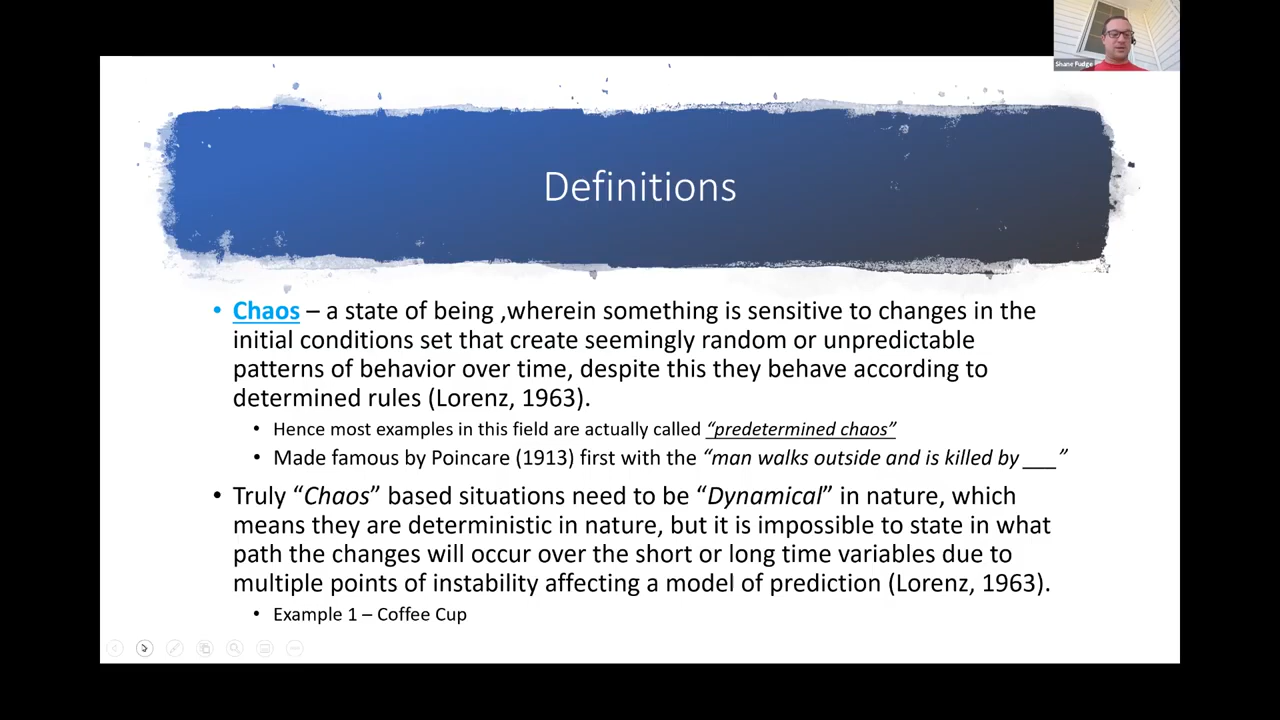 Shane Fudge
Definitions
• Chaos – a state of being ,wherein something is sensitive to changes in the
initial conditions set that create seemingly random or unpredictable
patterns of behavior over time, despite this they behave according to
determined rules (Lorenz, 1963).
• Hence most examples in this field are actually called “predetermined chaos”
• Made famous by Poincare (1913) first with the “man walks outside and is killed by ___”
• Truly “Chaos” based situations need to be “Dynamical” in nature, which
means they are deterministic in nature, but it is impossible to state in what
path the changes will occur over the short or long time variables due to
multiple points of instability affecting a model of prediction (Lorenz, 1963).
• Example 1 – Coffee Cup